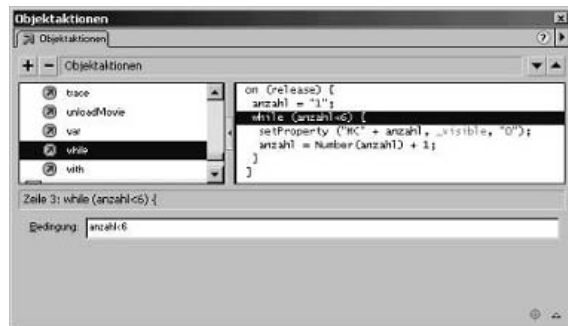 Objektaktionen
Objektaktionen
Objektaktionen
trace
unloadMovie
var
while
with
on (release) {
anzahl = "1";
while (anzahl<6) {
setProperty ("MC" + anzahl, _visible, "0");
anzahl = Number(anzahl) + 1;
}
}
Zeile 3: while (anzahl<6) {
Bedingung: anzahl<6